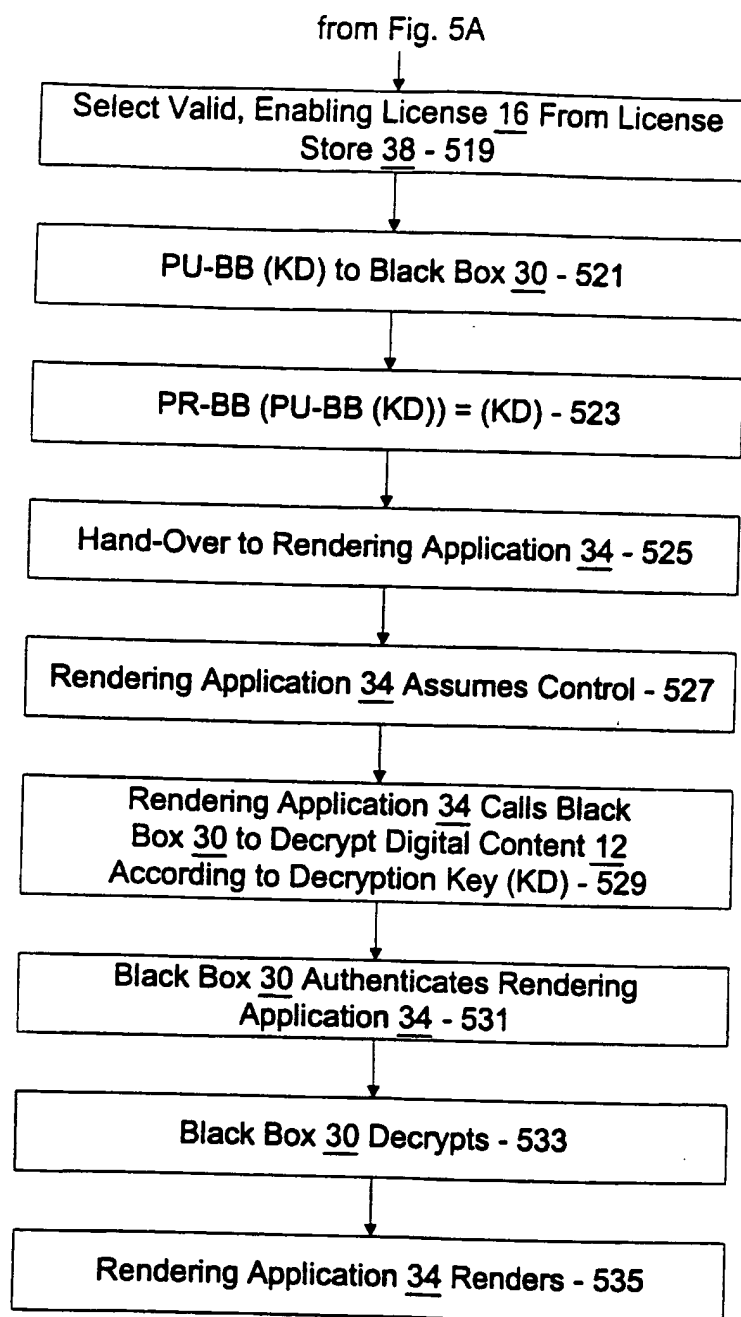 from Fig. 5A
Select Valid, Enabling License 16 From License
Store 38 - 519
PU-BB (KD) to Black Box 30 - 521
PR-BB (PU-BB (KD)) = (KD) - 523
Hand-Over to Rendering Application 34 - 525
Rendering Application 34 Assumes Control - 527
Rendering Application 34 Calls Black
Box 30 to Decrypt Digital Content 12
According to Decryption Key (KD) - 529
Black Box 30 Authenticates Rendering
Application 34 - 531
Black Box 30 Decrypts - 533
Rendering Application 34 Renders - 535